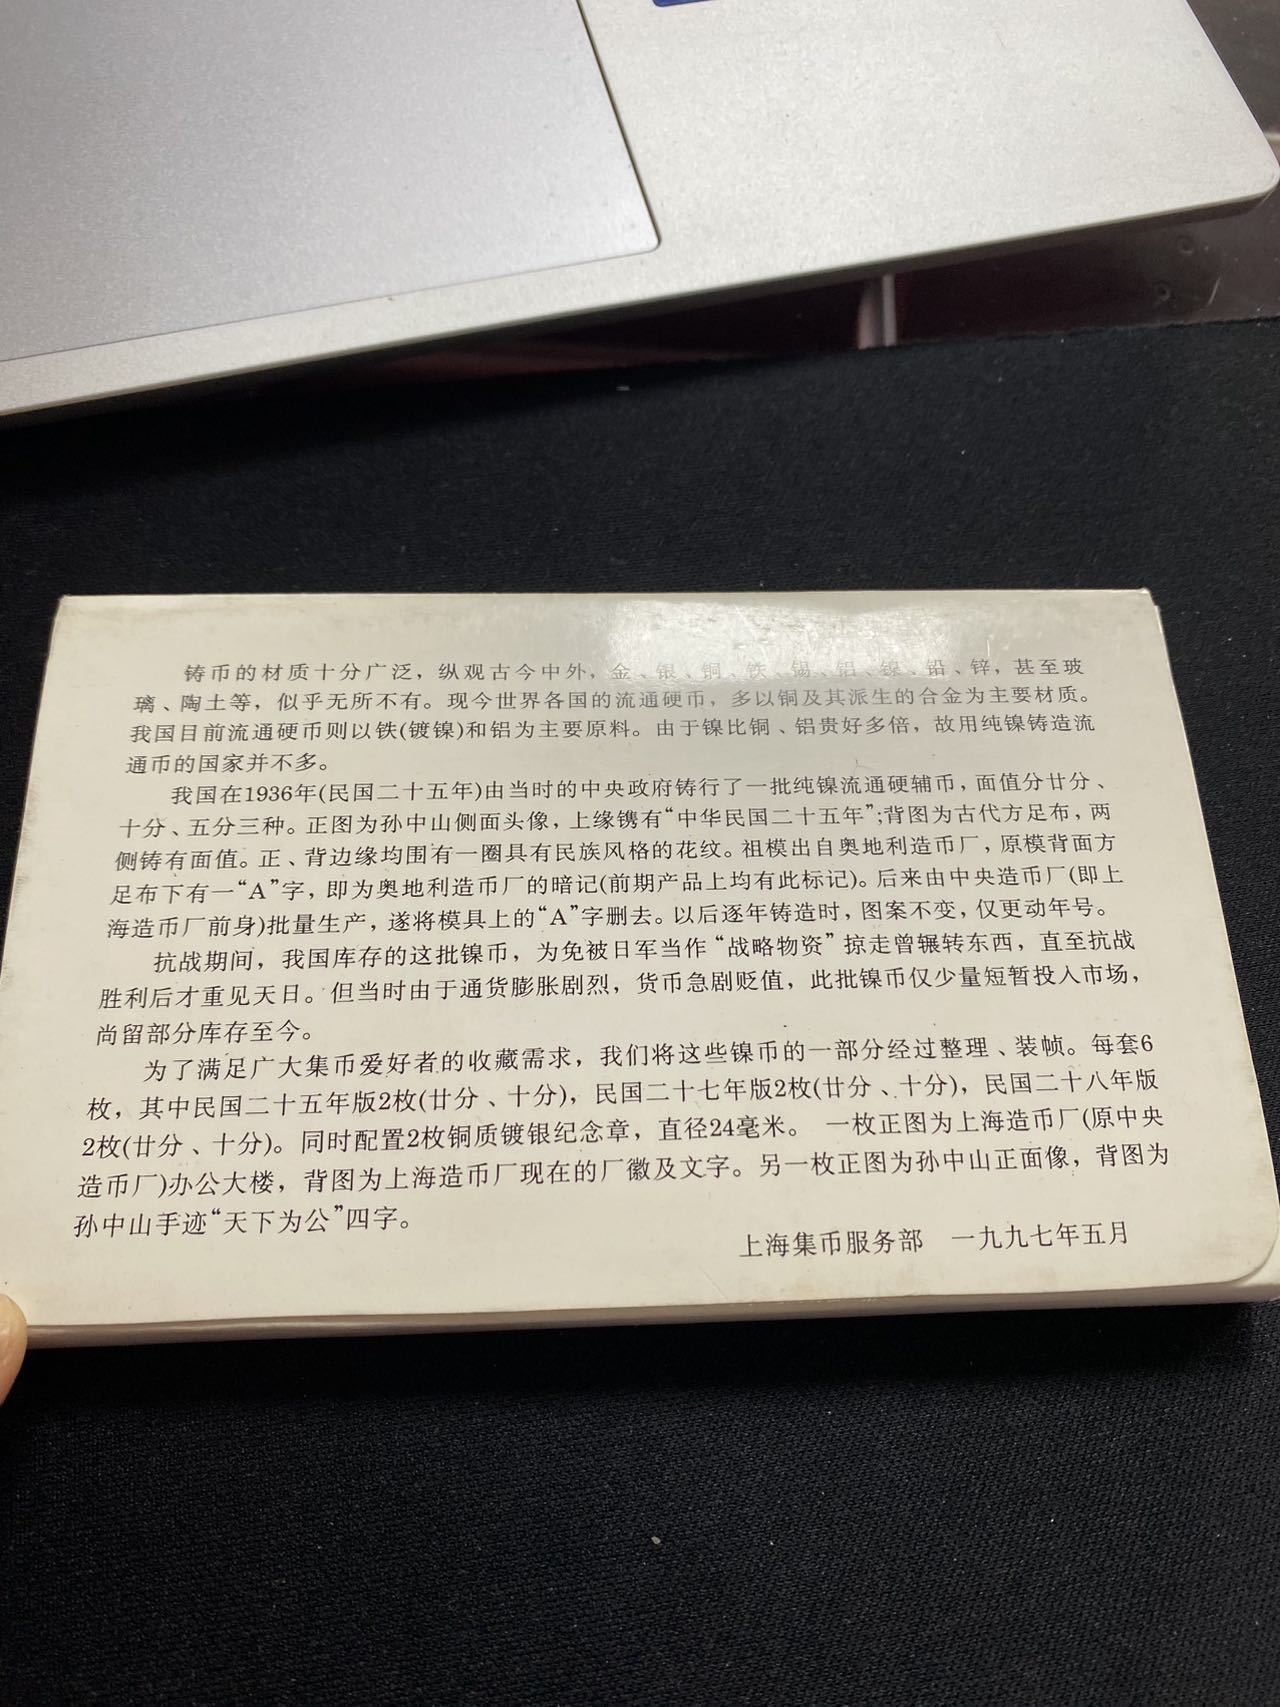 铸币的材质十分广泛，纵观古今中外，金、银、铜、铁、锡、铝、镍、铅、锌，甚至玻
璃、陶土等，似乎无所不有。现今世界各国的流通硬币，多以铜及其派生的合金为主要材质。
我国目前流通硬币则以铁(镀镍)和铝为主要原料。由于镍比铜、铝贵好多倍，故用纯镍铸造流
通币的国家并不多。
我国在1936年(民国二十五年)由当时的中央政府铸行了一批纯镍流通硬辅币，面值分廿分、
十分、五分三种。正图为孙中山侧面头像，上缘镌有“中华民国二十五年”;背图为古代方足布，两
侧铸有面值。正、背边缘均围有一圈具有民族风格的花纹。祖模出自奥地利造币厂，原模背面方
足布下有一“A”字，即为奥地利造币厂的暗记(前期产品上均有此标记)。后来由中央造币厂(即上
海造币厂前身)批量生产，遂将模具上的“A”字删去。以后逐年铸造时，图案不变，仅更动年号。
抗战期间，我国库存的这批镍币，为免被日军当作“战略物资”掠走曾辗转东西，直至抗战
胜利后才重见天日。但当时由于通货膨胀剧烈，货币急剧贬值，此批镍币仅少量短暂投入市场，
尚留部分库存至今。
为了满足广大集币爱好者的收藏需求，我们将这些镍币的一部分经过整理、装帧。每套6
枚，其中民国二十五年版2枚(廿分、十分)，民国二十七年版2枚(廿分、十分)，民国二十八年版
2枚(廿分、十分)。同时配置2枚铜质镀银纪念章，直径24毫米。 一枚正图为上海造币厂(原中央
造币厂)办公大楼，背图为上海造币厂现在的厂徽及文字。另一枚正图为孙中山正面像，背图为
孙中山手迹“天下为公”四字。
上海集币服务部 一九九七年五月